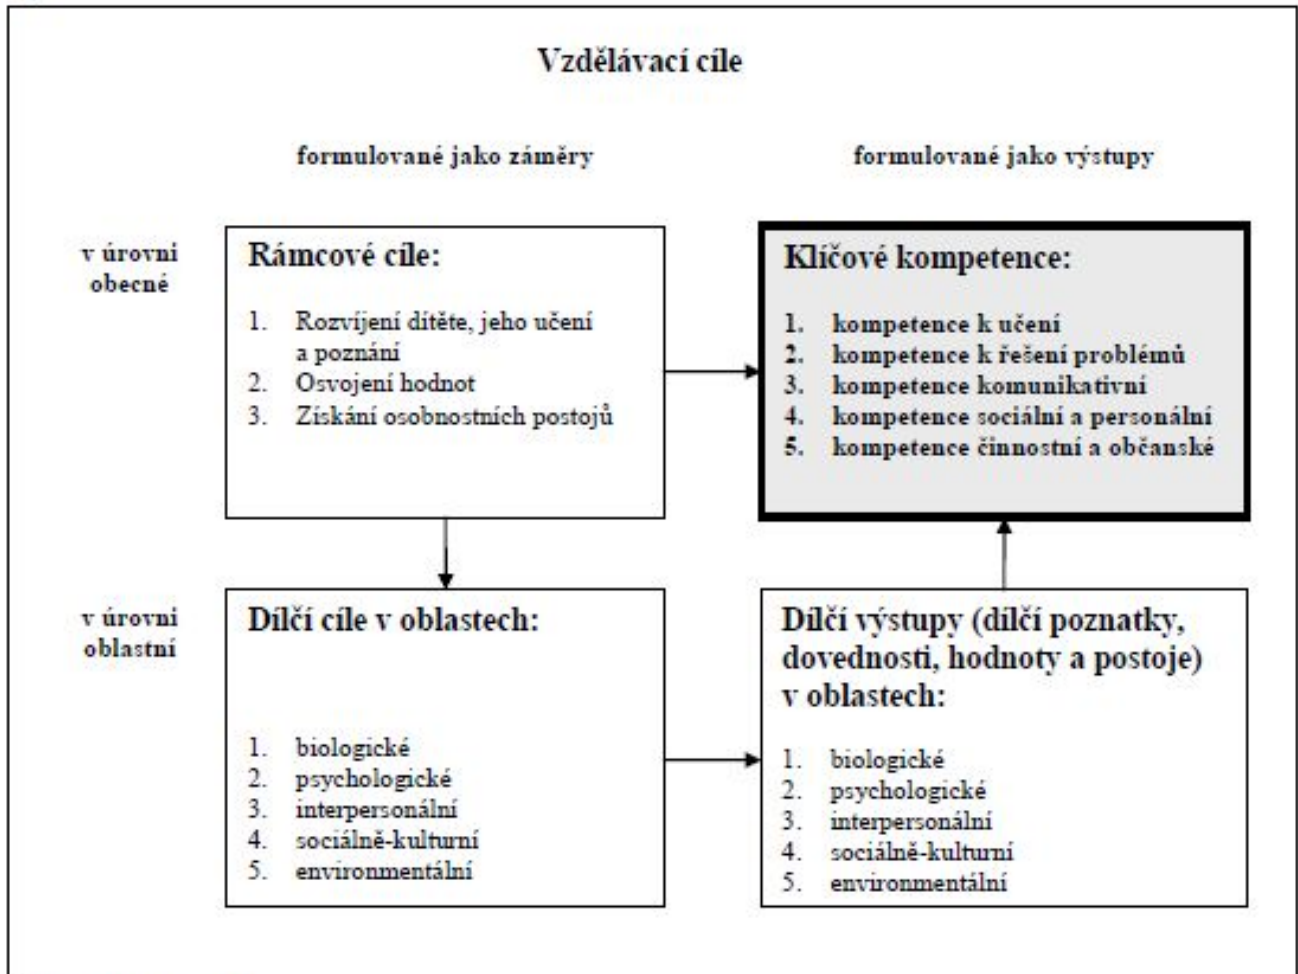 Vzdělávací cíle
formulované jako záměry
formulované jako výstupy
v úrovni
obecné
Rámcové cíle:
1. Rozvíjení dítěte, jeho učení
a poznání
2. Osvojení hodnot
3. Získání osobnostních postojů
Klíčové kompetence:
1. kompetence k učení
2. kompetence k řešení problémů
3. kompetence komunikativní
4. kompetence sociální a personální
5. kompetence činnostní a občanské
v úrovni
oblastní
Dílčí cíle v oblastech:
1. biologické
2. psychologické
3. interpersonální
4. sociálně-kulturní
5. environmentální
Dílčí výstupy (dílčí poznatky,
dovednosti, hodnoty a postoje)
v oblastech:
1. biologické
2. psychologické
3. interpersonální
4. sociálně-kulturní
5. environmentální